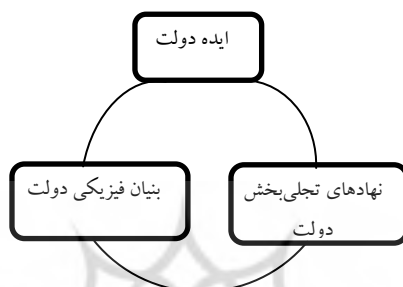 ایده دولت
نهادهای تجلی‌بخش
دولت
بنیان فیزیکی دولت